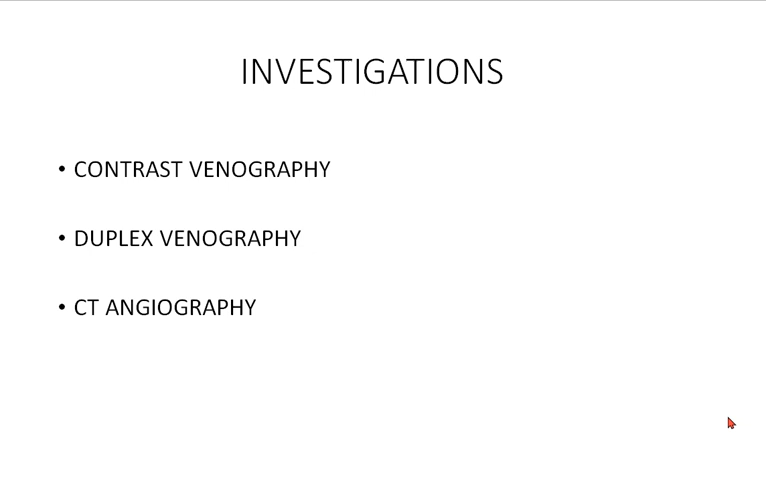 INVESTIGATIONS
• CONTRAST VENOGRAPHY
• DUPLEX VENOGRAPHY
• CT ANGIOGRAPHY